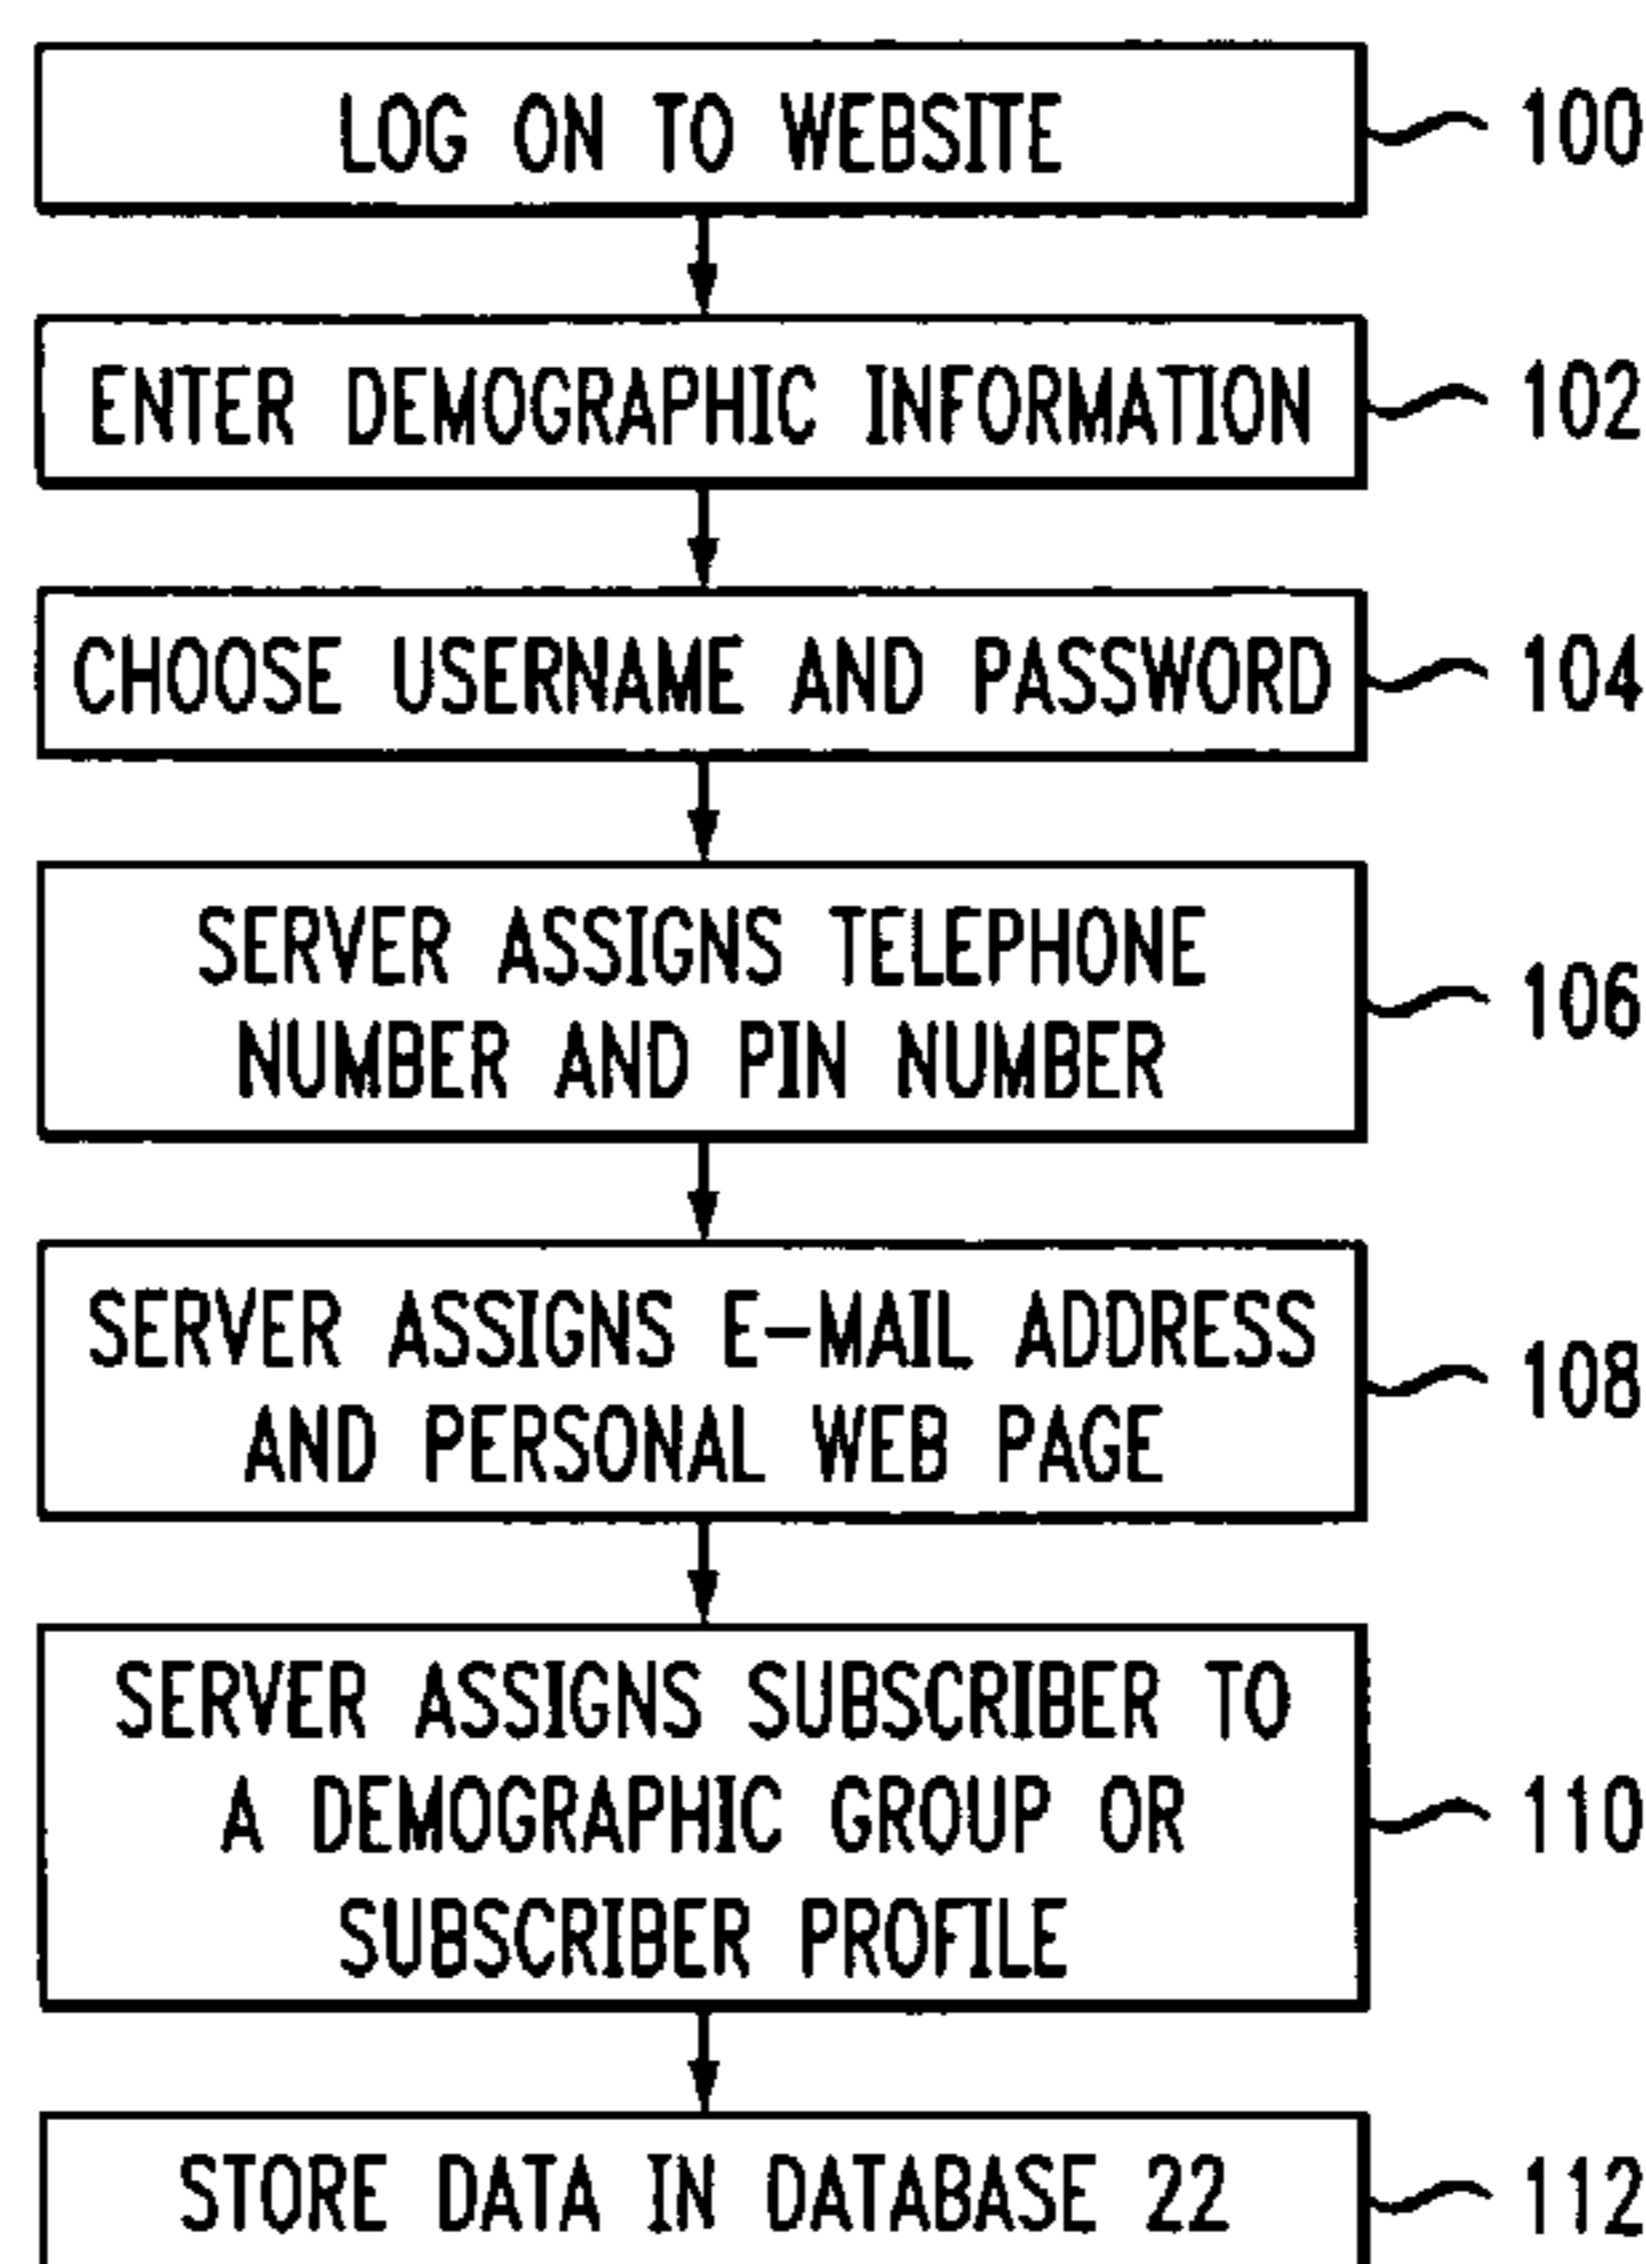 LOG ON TO WEBSITE
100
ENTER DEMOGRAPHIC INFORMATION
102
CHOOSE USERNAME AND PASSWORD
104
SERVER ASSIGNS TELEPHONE
NUMBER AND PIN NUMBER
106
SERVER ASSIGNS E-MAIL ADDRESS
AND PERSONAL WEB PAGE
108
SERVER ASSIGNS SUBSCRIBER TO
A DEMOGRAPHIC GROUP OR
SUBSCRIBER PROFILE
110
STORE DATA IN DATABASE 22
112